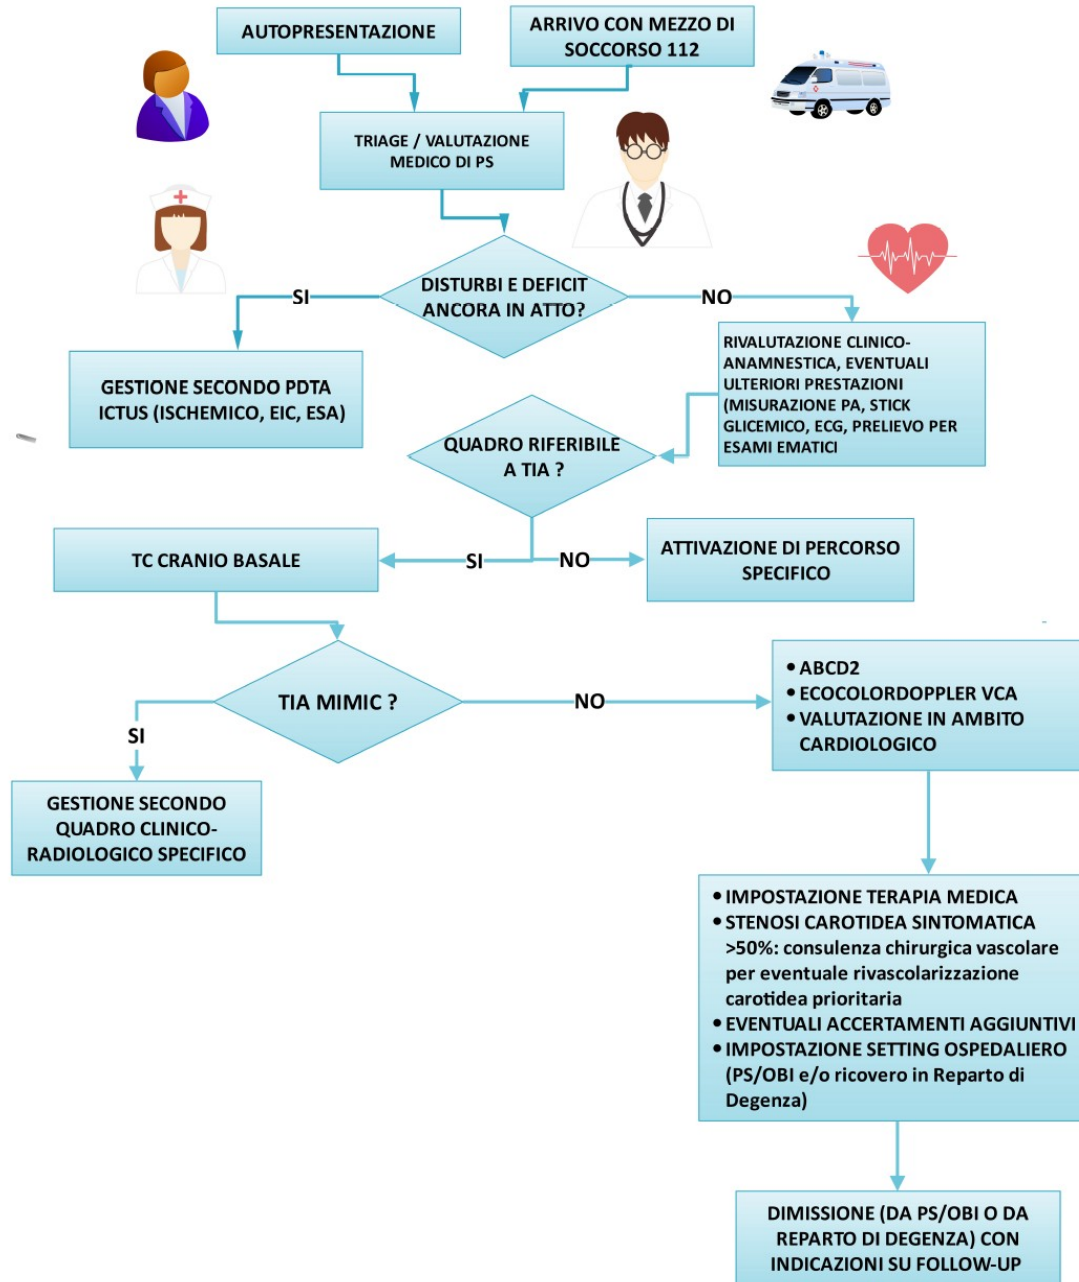 AUTOPRESENTAZIONE
ARRIVO CON MEZZO DI
SOCCORSO 112
TRIAGE / VALUTAZIONE
MEDICO DI PS
DISTURBI E DEFICIT
ANCORA IN ATTO?
SI
NO
GESTIONE SECONDO PDTA
ICTUS (ISCHEMICO, EIC, ESA)
RIVALUTAZIONE CLINICO-
ANAMNESTICA, EVENTUALI
ULTERIORI PRESTAZIONI
(MISURAZIONE PA, STICK
GLICEMICO, ECG, PRELIEVO PER
ESAMI EMATICI
QUADRO RIFERIBILE
A TIA ?
SI
NO
TC CRANIO BASALE
ATTIVAZIONE DI PERCORSO
SPECIFICO
TIA MIMIC ?
SI
NO
GESTIONE SECONDO
QUADRO CLINICO-
RADIOLOGICO SPECIFICO
• ABCD2
• ECOCOLORDOPPLER VCA
• VALUTAZIONE IN AMBITO
CARDIOLOGICO
• IMPOSTAZIONE TERAPIA MEDICA
• STENOSI CAROTIDEA SINTOMATICA
>50%: consulenza chirurgica vascolare
per eventuale rivascolarizzazione
carotidea prioritaria
• EVENTUALI ACCERTAMENTI AGGIUNTIVI
• IMPOSTAZIONE SETTING OSPEDALIERO
(PS/OBI e/o ricovero in Reparto di
Degenza)
DIMISSIONE (DA PS/OBI O DA
REPARTO DI DEGENZA) CON
INDICAZIONI SU FOLLOW-UP